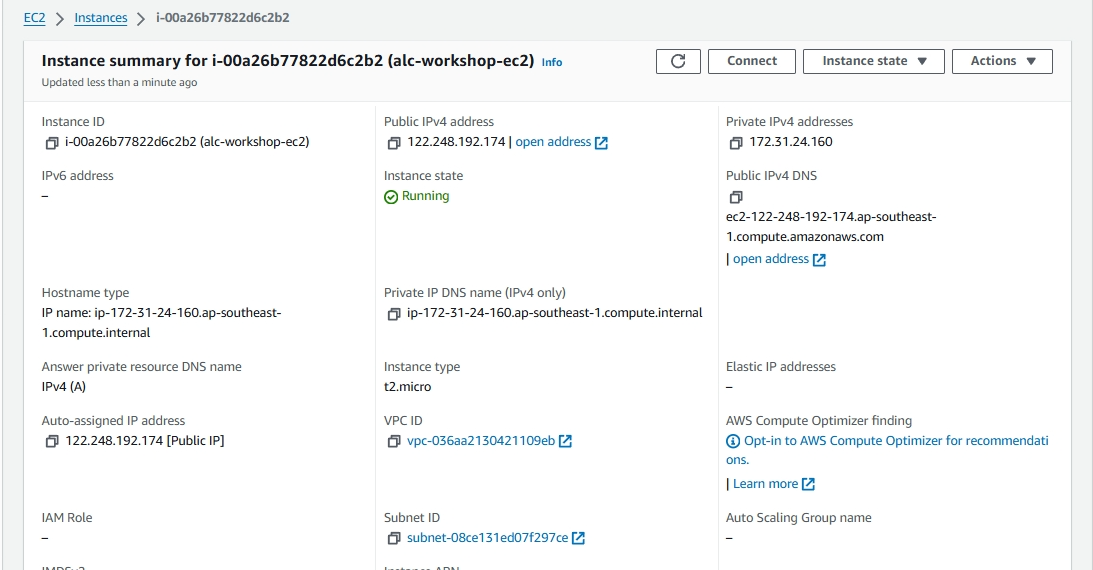 EC2 > Instances > i-00a26b77822d6c2b2
Instance summary for i-00a26b77822d6c2b2 (alc-workshop-ec2) Info
Updated less than a minute ago
Connect
Instance state
Actions
Instance ID
i-00a26b77822d6c2b2 (alc-workshop-ec2)
Public IPv4 address
122.248.192.174 | open address
Private IPv4 addresses
172.31.24.160
IPv6 address
–
Instance state
Running
Public IPv4 DNS
ec2-122-248-192-174.ap-southeast-
1.compute.amazonaws.com
| open address
Hostname type
IP name: ip-172-31-24-160.ap-southeast-
1.compute.internal
Private IP DNS name (IPv4 only)
ip-172-31-24-160.ap-southeast-1.compute.internal
Answer private resource DNS name
IPv4 (A)
Instance type
t2.micro
Elastic IP addresses
–
Auto-assigned IP address
122.248.192.174 [Public IP]
VPC ID
vpc-036aa2130421109eb
AWS Compute Optimizer finding
Opt-in to AWS Compute Optimizer for recommendati
ons.
| Learn more
IAM Role
–
Subnet ID
subnet-08ce131ed07f297ce
Auto Scaling Group name
–